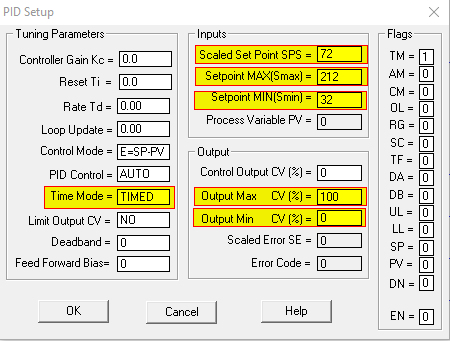 PID Setup
Tuning Parameters
Controller Gain Kc = 0.0
Reset Ti = 0.0
Rate Td = 0.00
Loop Update = 0.00
Control Mode = E=SP-PV
PID Control = AUTO
Time Mode = TIMED
Limit Output CV = NO
Deadband = 0
Feed Forward Bias= 0
Inputs
Scaled Set Point SPS = 72
Setpoint MAX(Smax) = 212
Setpoint MIN(Smin) = 32
Process Variable PV = 0
Output
Control Output CV (%) = 0
Output Max CV (%) = 100
Output Min CV (%) = 0
Scaled Error SE = 0
Error Code = 0
Flags
TM = 1
AM = 0
CM = 0
OL = 0
RG = 0
SC = 0
TF = 0
DA = 0
DB = 0
UL = 0
LL = 0
SP = 0
PV = 0
DN = 0
EN = 0
OK
Cancel
Help